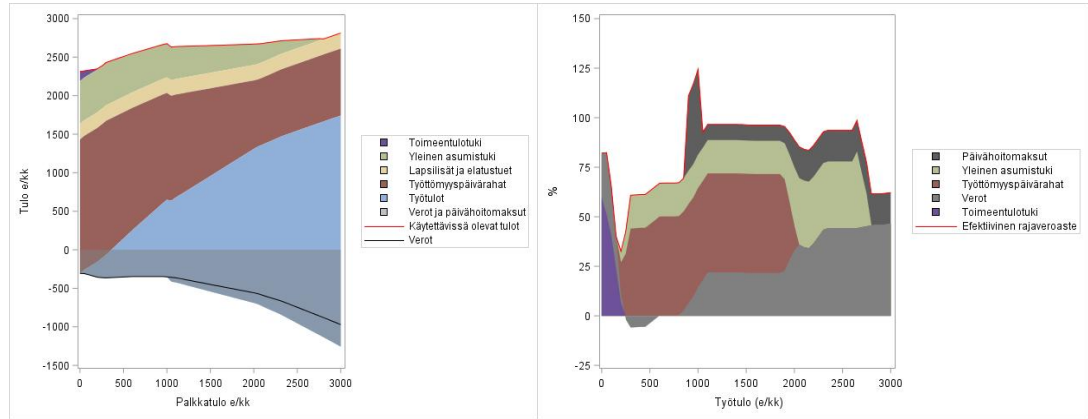 3000
2500
2000
1500
1000
500
0
-500
-1000
-1500
Tulo e/kk
0 500 1000 1500 2000 2500 3000
Palkkatulo e/kk
Toimeentulotuki
Yleinen asumistuki
Lapsilisät ja elatustuet
Työttömyyspäivärahat
Työtulot
Verot ja päivähoitomaksut
Käytettävissä olevat tulot
Verot
150
125
100
75
50
25
0
-25
%
0 500 1000 1500 2000 2500 3000
Työtulo (e/kk)
Päivähoitomaksut
Yleinen asumistuki
Työttömyyspäivärahat
Verot
Toimeentulotuki
Efektiivinen rajaveroaste